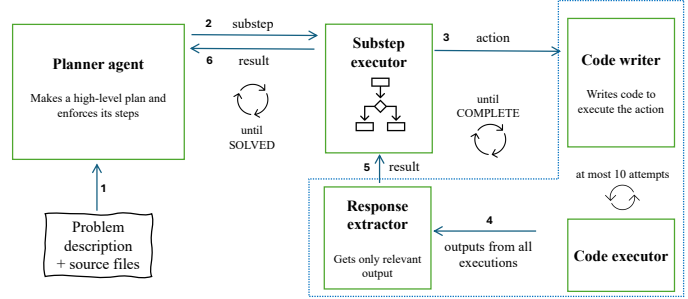 1
Problem
description
+ source files
Planner agent
Makes a high-level plan and
enforces its steps
2 substep
6 result
until
SOLVED
Substep
executor
3 action
until
COMPLETE
Code writer
Writes code to
execute the action
at most 10 attempts
Code executor
4
outputs from all
executions
Response
extractor
Gets only relevant
output
5 result